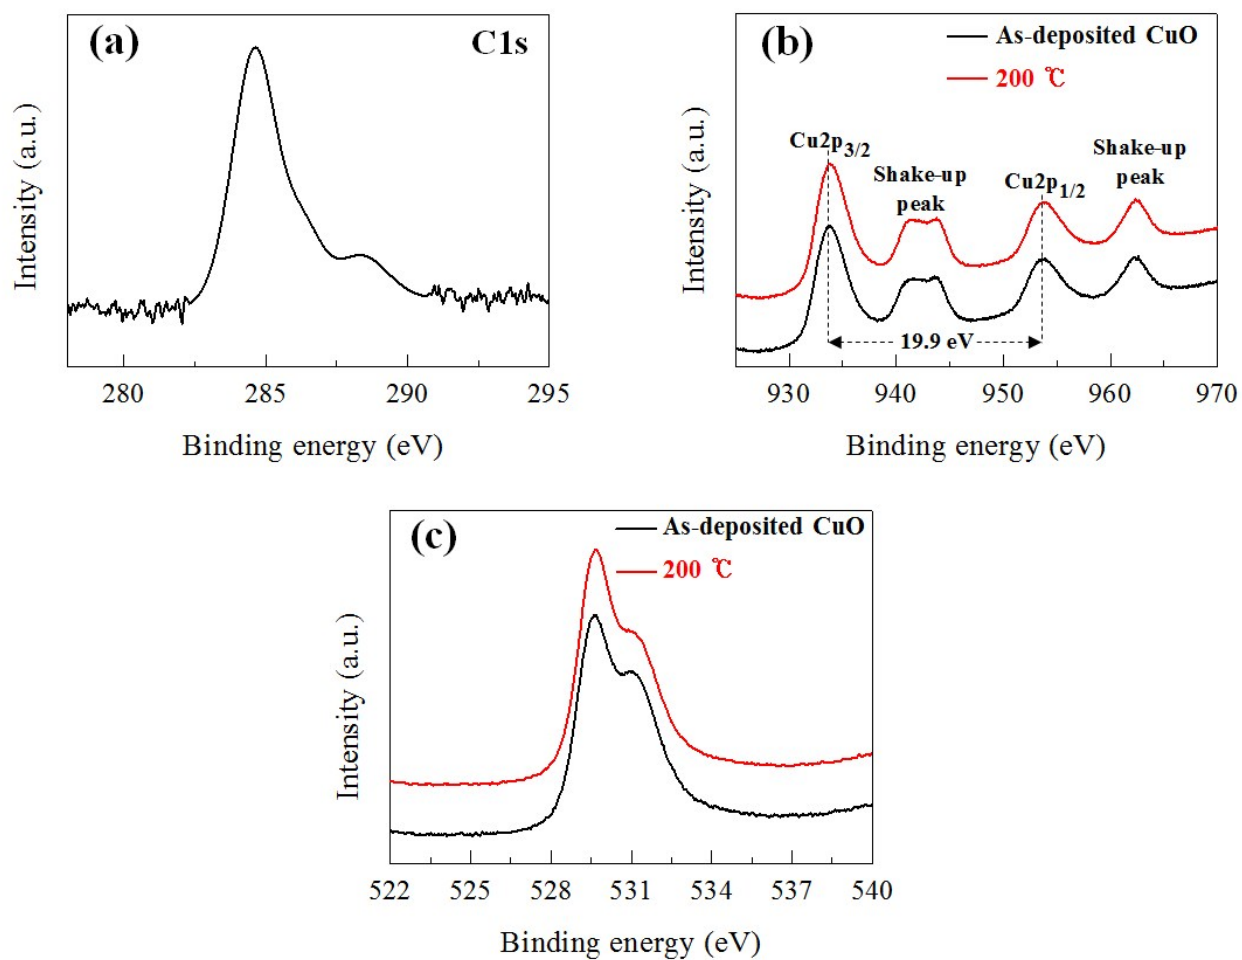 (a)
C1s
Intensity (a.u.)
280 285 290 295
Binding energy (eV)
(b)
As-deposited CuO
200 ℃
Cu2p3/2
Shake-up
peak
Cu2p1/2
Shake-up
peak
19.9 eV
Intensity (a.u.)
930 940 950 960 970
Binding energy (eV)
(c)
As-deposited CuO
200 ℃
Intensity (a.u.)
522 525 528 531 534 537 540
Binding energy (eV)